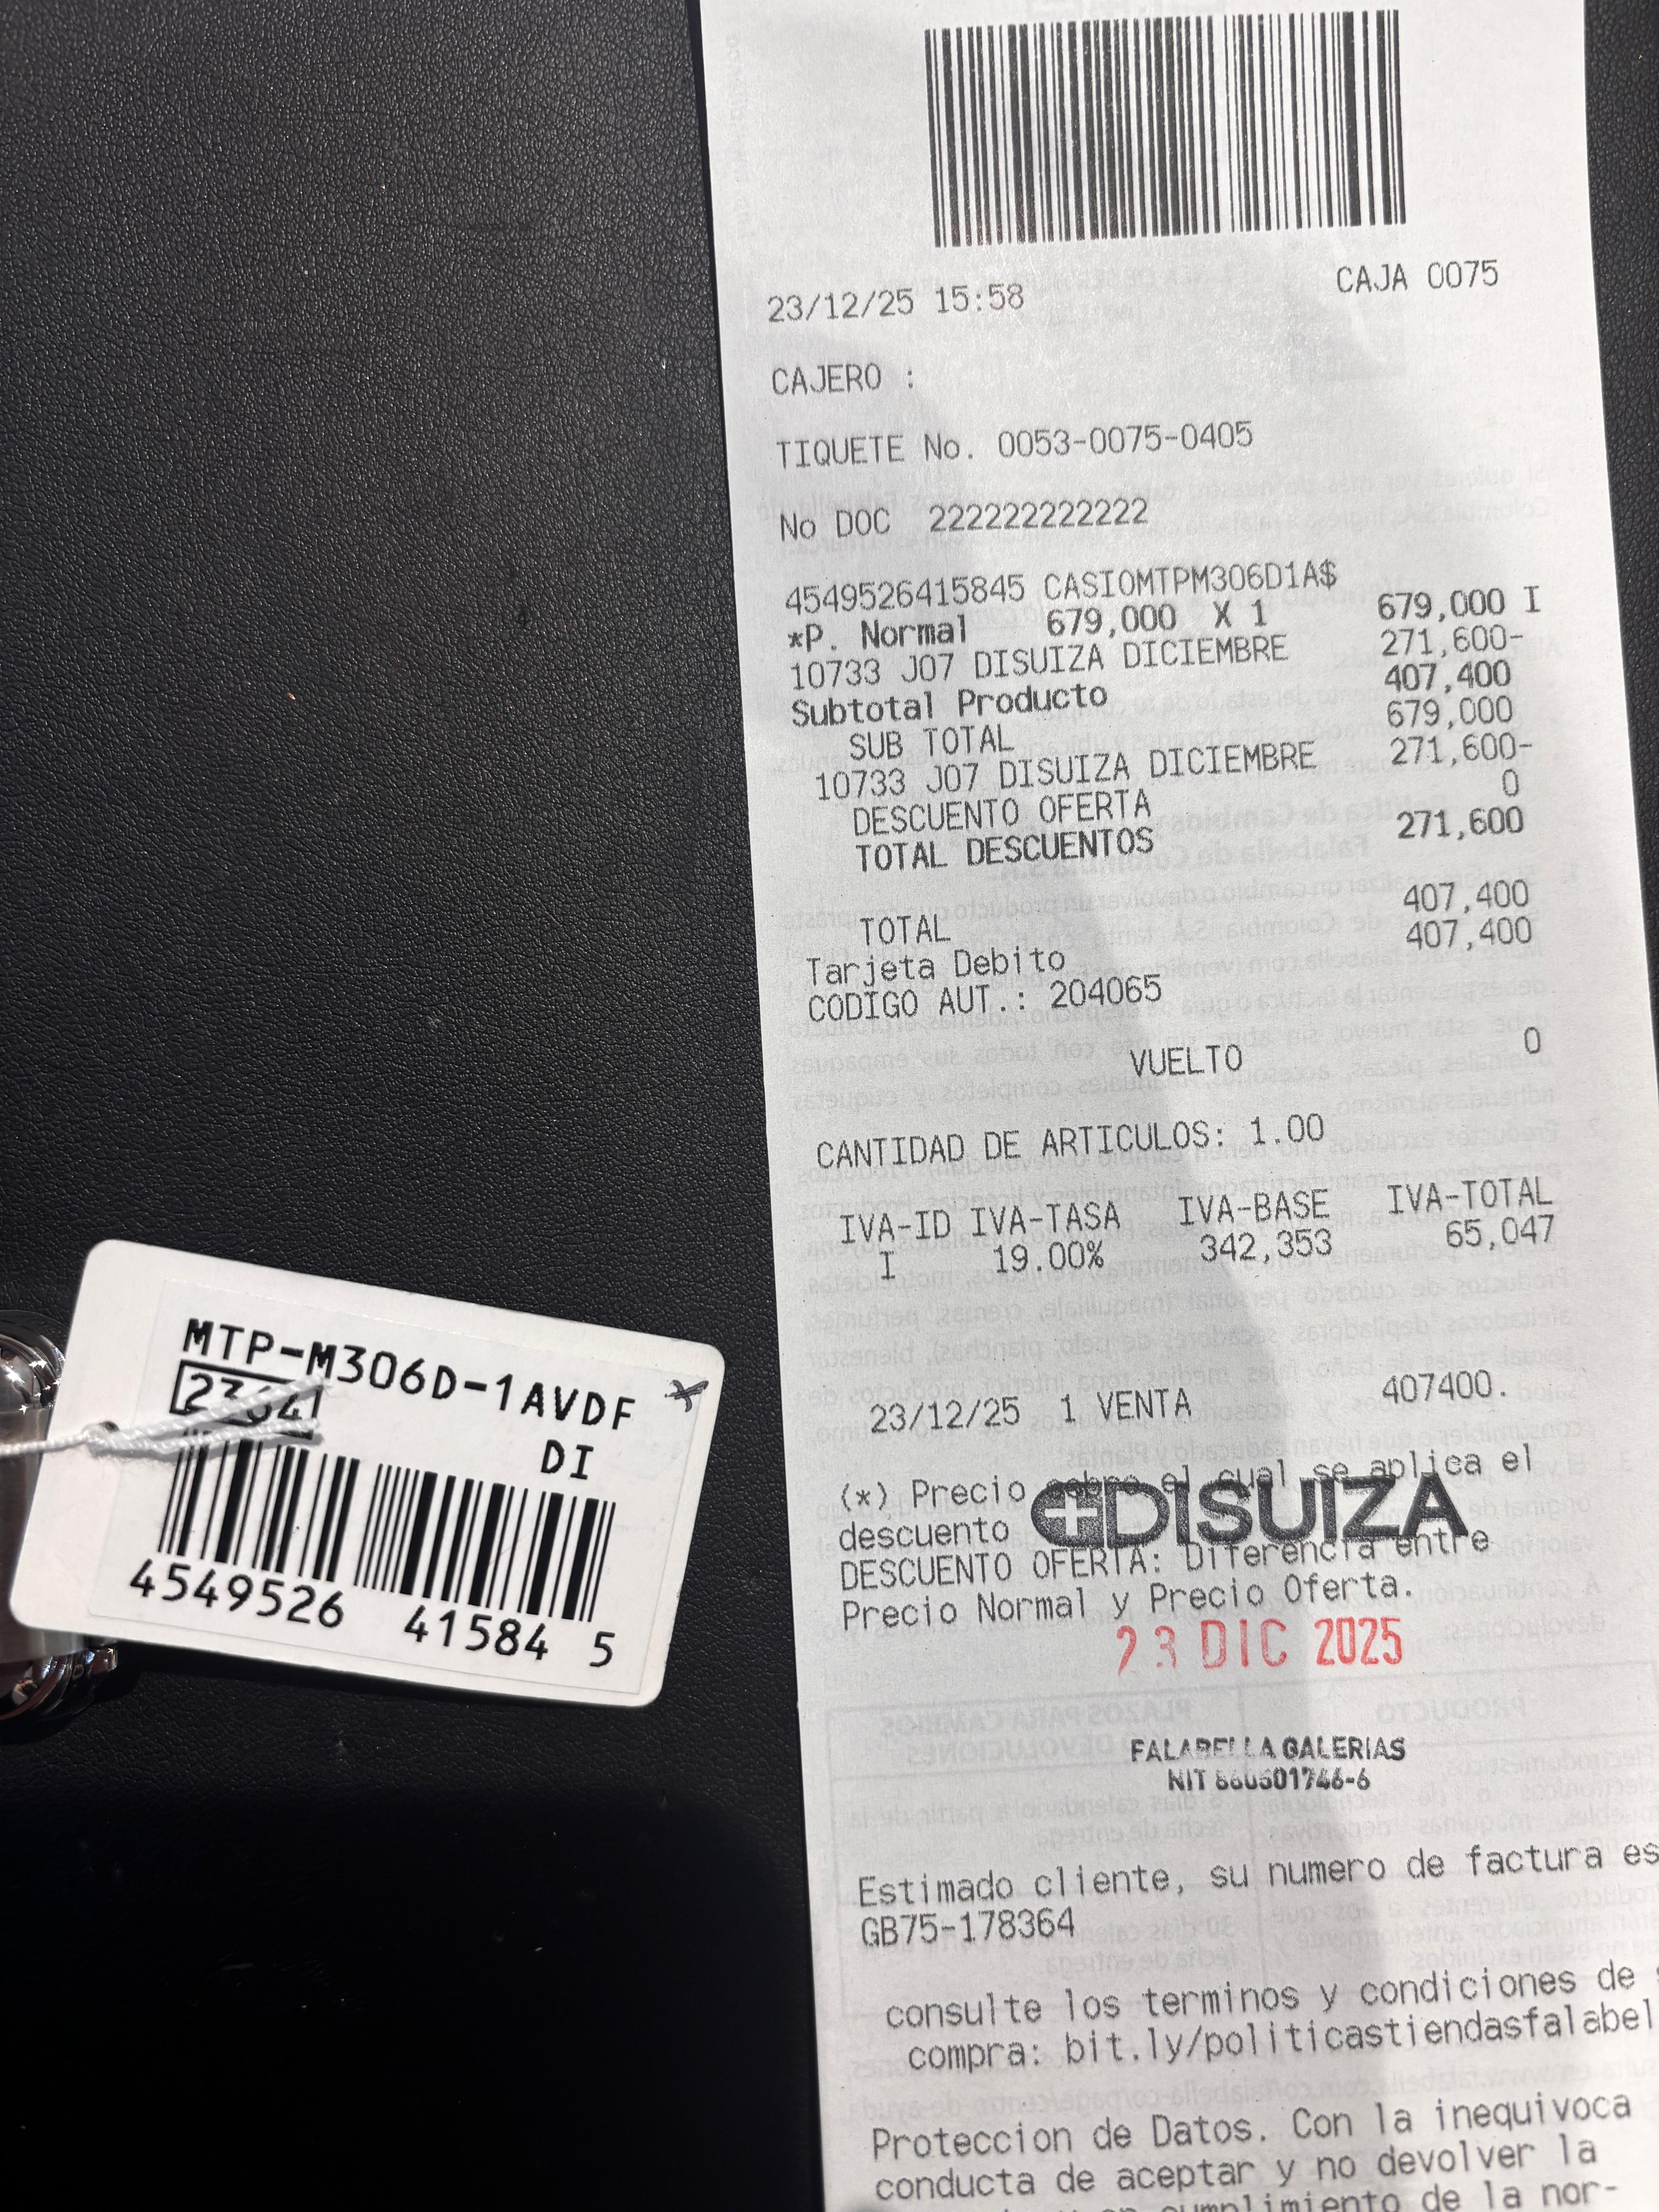 23/12/25 15:58 CAJA 0075
CAJERO :
TIQUETE No. 0053-0075-0405
No DOC 222222222222
4549526415845 CASIOMTPM306D1A$
*P. Normal 679,000 X 1 679,000 I
10733 J07 DISUIZA DICIEMBRE 271,600-
Subtotal Producto 407,400
SUB TOTAL 679,000
10733 J07 DISUIZA DICIEMBRE 271,600-
DESCUENTO OFERTA 0
TOTAL DESCUENTOS 271,600
TOTAL 407,400
Tarjeta Debito 407,400
CODIGO AUT.: 204065
VUELTO 0
CANTIDAD DE ARTICULOS: 1.00
IVA-ID IVA-TASA IVA-BASE IVA-TOTAL
I 19.00% 342,353 65,047
23/12/25 1 VENTA 407400.
(*) Precio sobre el cual se aplica el
descuento
DISUIZA
DESCUENTO OFERTA: Diferencia entre
Precio Normal y Precio Oferta.
23 DIC 2025
FALABELLA GALERIAS
NIT
Estimado cliente, su numero de factura es
GB75-178364
consulte los terminos y condiciones de
compra: bit.ly/politicastiendasfalabel
Proteccion de Datos. Con la inequivoca
conducta de aceptar y no devolver la
cumplimiento de la nor-
MTP-M306D-1AVDF
DI
4549526 41584 5